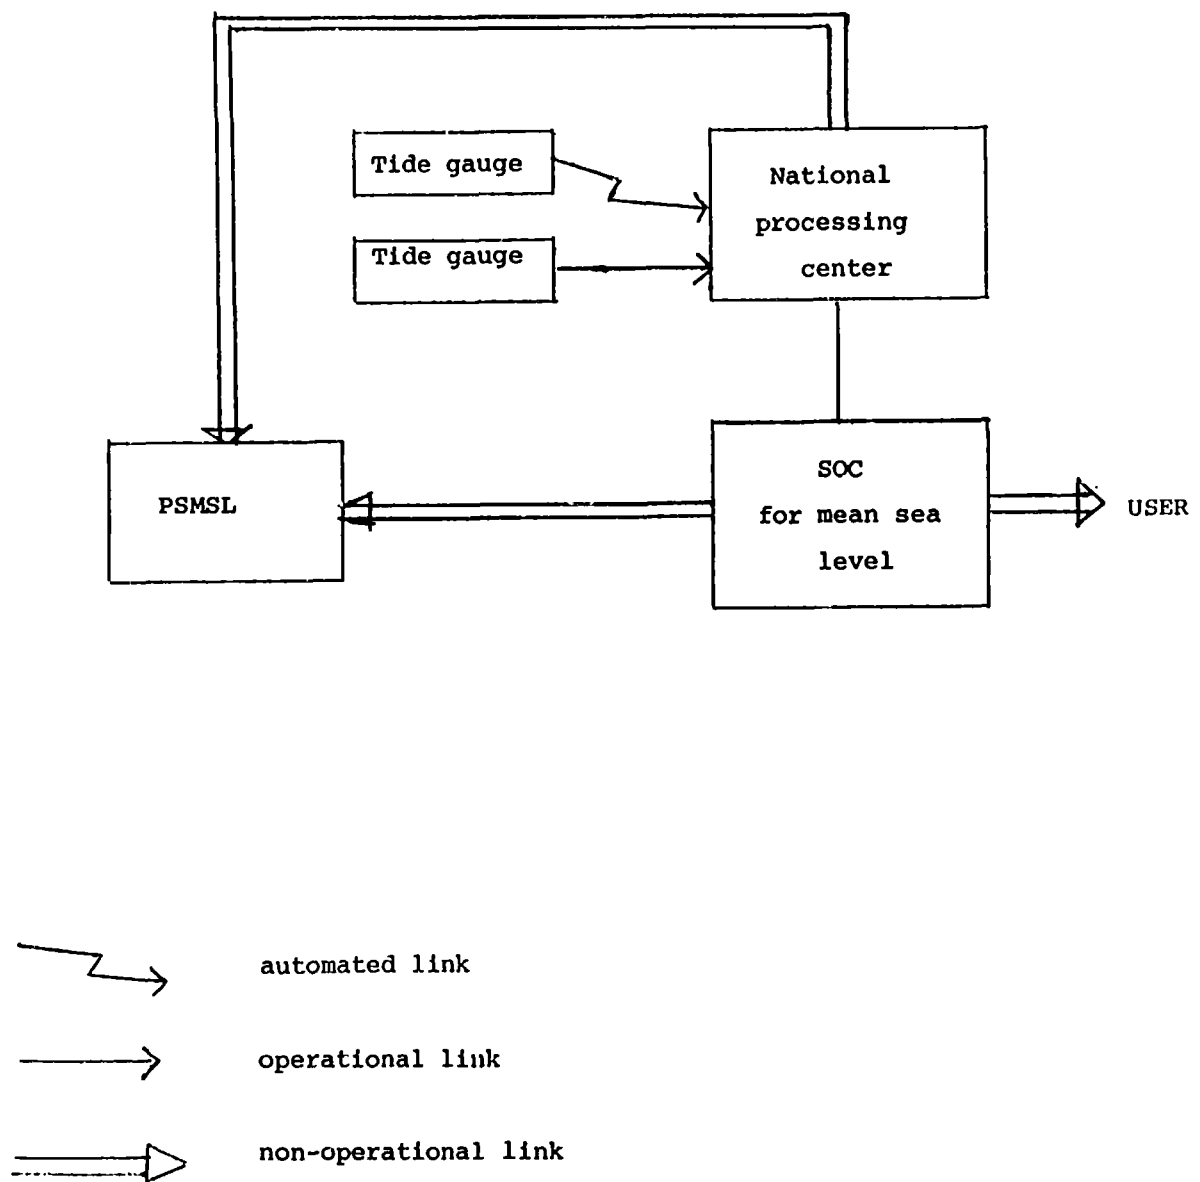 Tide gauge
Tide gauge
National
processing
center
PSMSL
SOC
for mean sea
level
USER
automated link
operational link
non-operational link